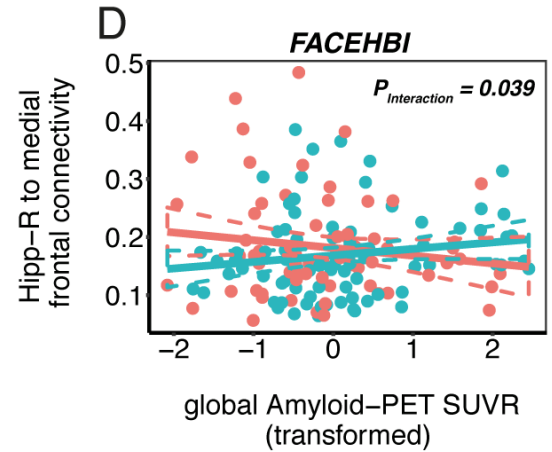 D
FACEHBI
P Interaction = 0.039
Hipp−R to medial
frontal connectivity
0.5
0.4
0.3
0.2
0.1
−2 −1 0 1 2
global Amyloid−PET SUVR
(transformed)